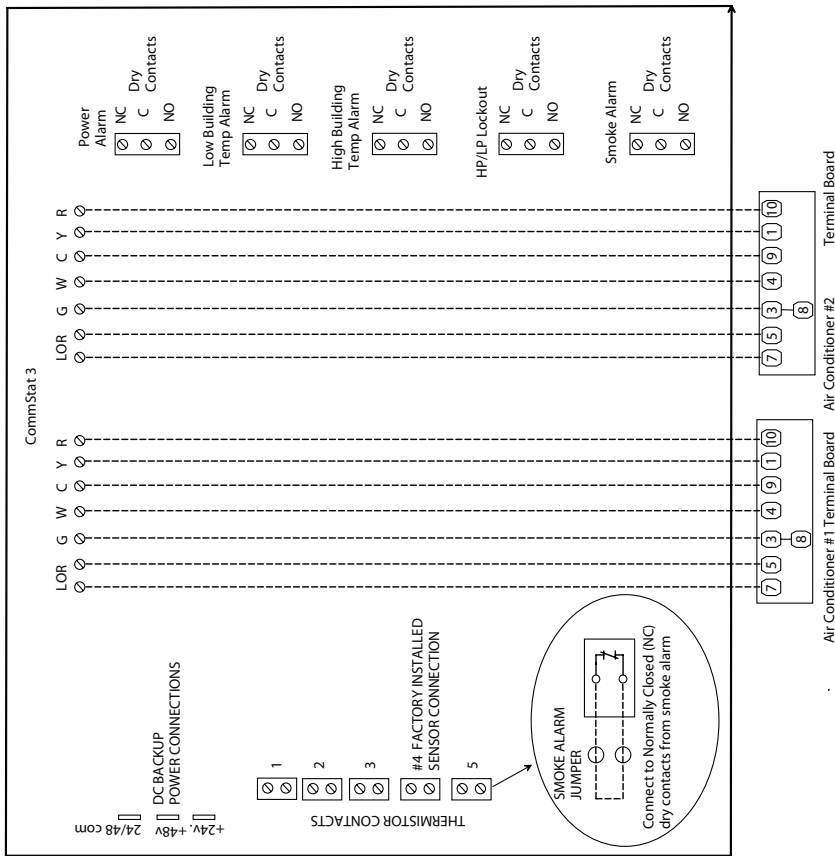 CommStat 3
Power
Alarm
NC
C
NO
Dry
Contacts
Low Building
Temp Alarm
NC
C
NO
Dry
Contacts
High Building
Temp Alarm
NC
C
NO
Dry
Contacts
HP/LP Lockout
NC
C
NO
Dry
Contacts
Smoke Alarm
NC
C
NO
Dry
Contacts
LOR
G
W
C
Y
R
LOR
G
W
C
Y
R
24/48 com
+48v
+24v.
DC BACKUP
POWER CONNECTIONS
THERMISTOR CONTACTS
1
2
3
#4 FACTORY INSTALLED
SENSOR CONNECTION
5
SMOKE ALARM
JUMPER
Connect to Normally Closed (NC)
dry contacts from smoke alarm
7 5 3 4 9 1 10
8
Air Conditioner #1 Terminal Board
7 5 3 4 9 1 10
8
Air Conditioner #2 Terminal Board
.